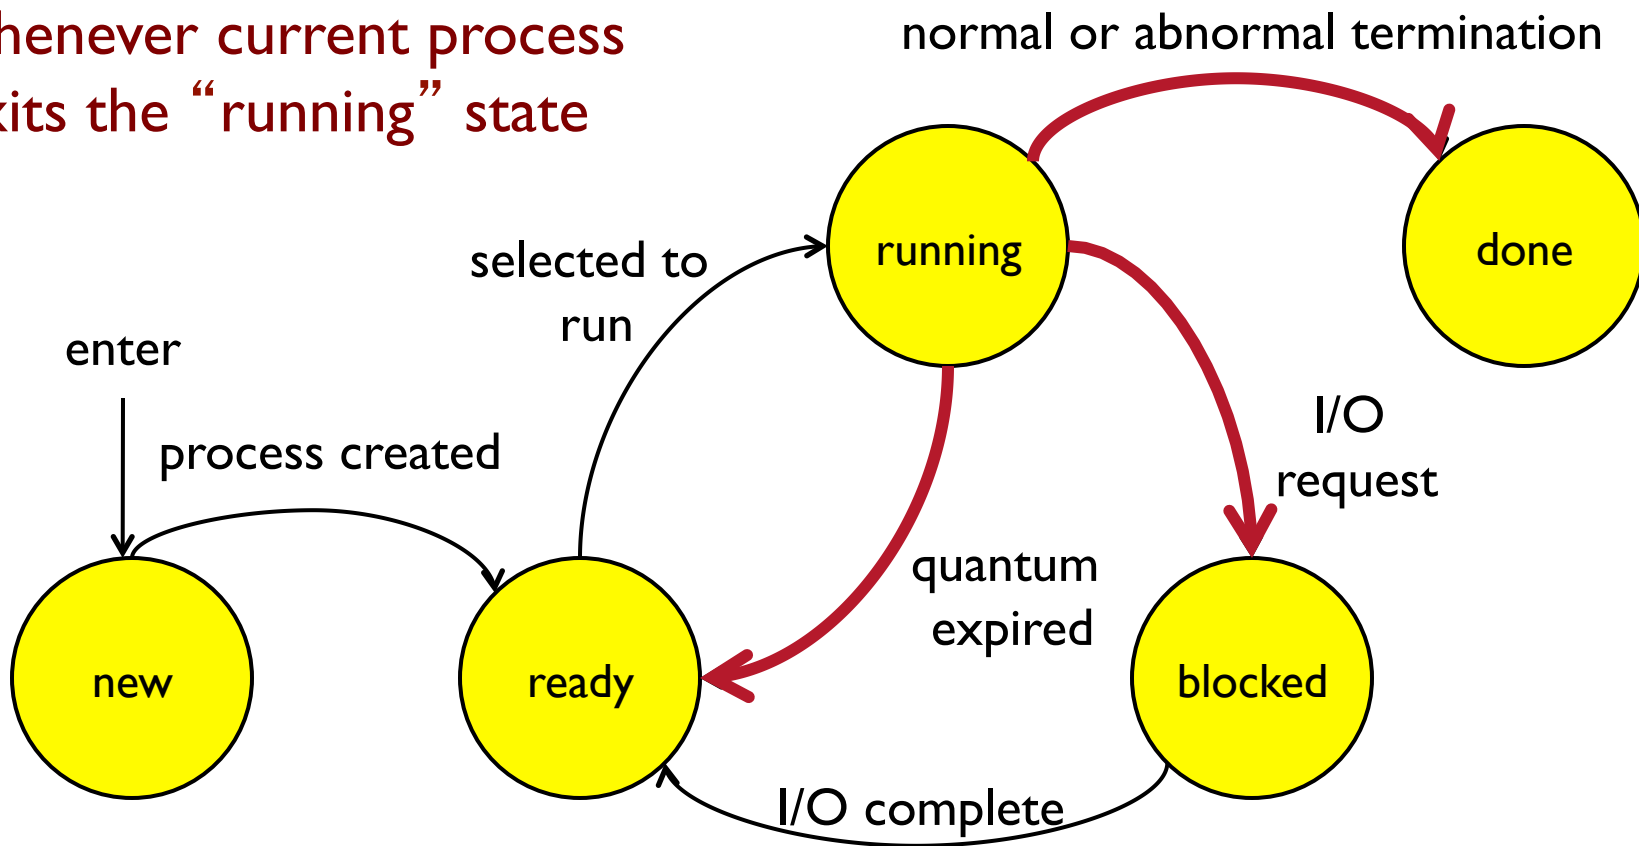 henever current process
normal or abnormal termination
xits the “running” state
running
done
selected to
run
enter
I/O
request
process created
quantum
expired
new
ready
blocked
I/O complete